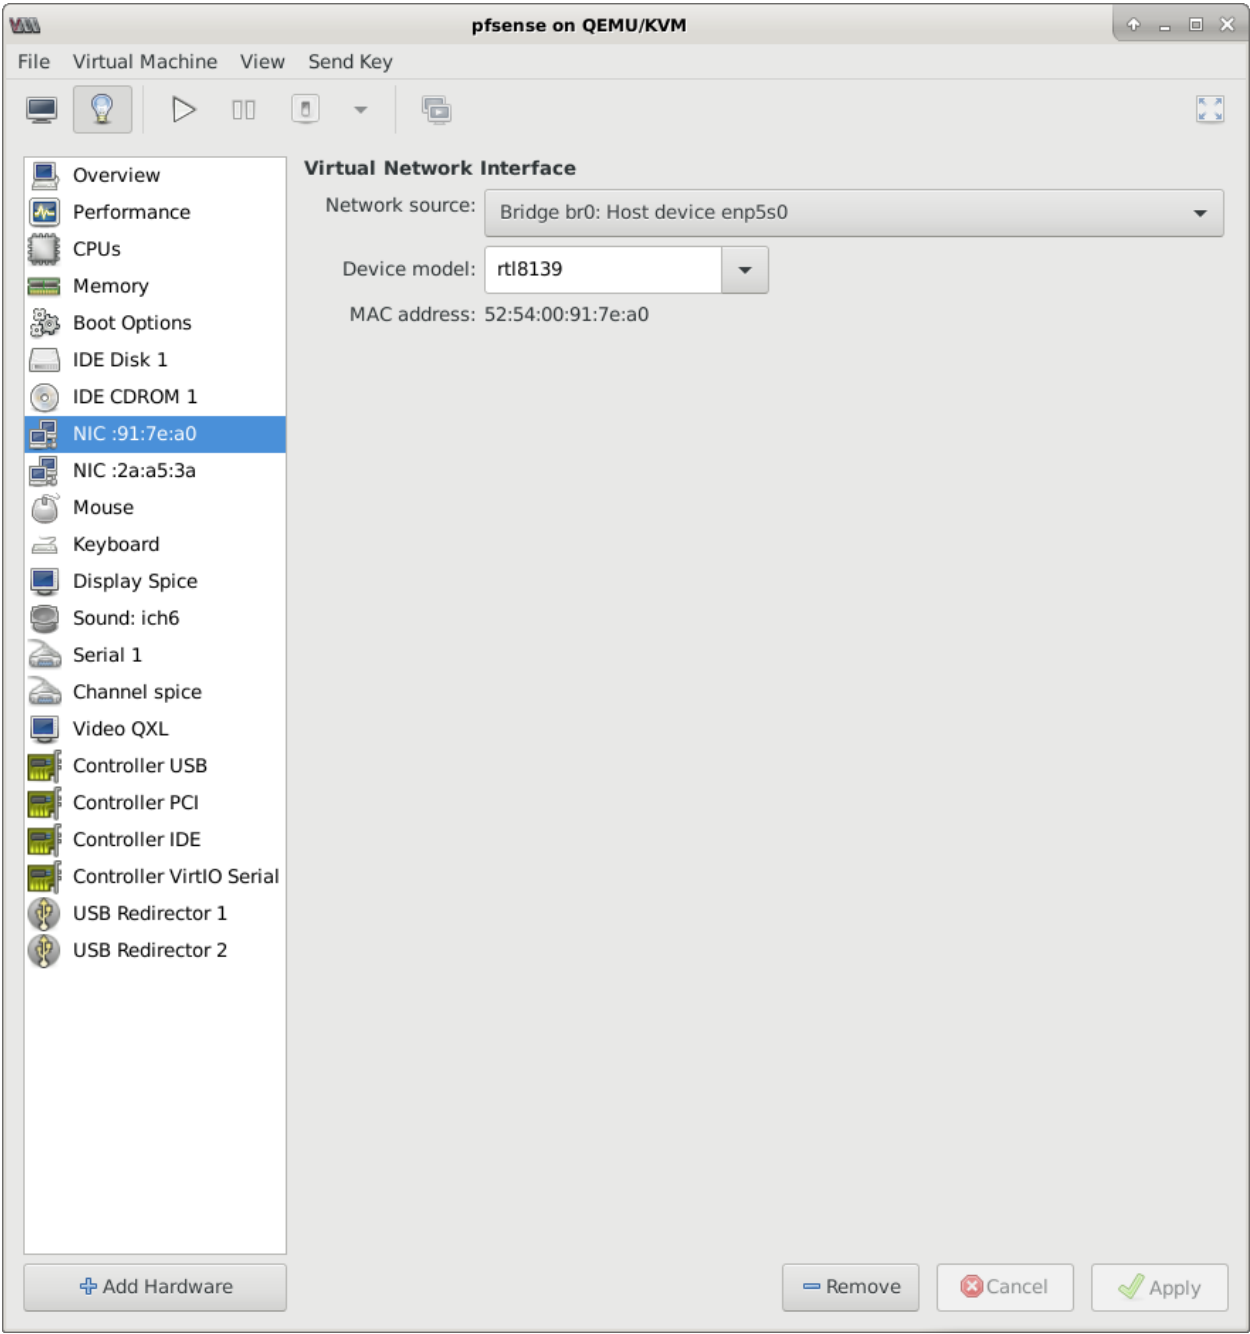 pfsense on QEMU/KVM
File Virtual Machine View Send Key
Overview
Performance
CPUs
Memory
Boot Options
IDE Disk 1
IDE CDROM 1
NIC :91:7e:a0
NIC :2a:a5:3a
Mouse
Keyboard
Display Spice
Sound: ich6
Serial 1
Channel spice
Video QXL
Controller USB
Controller PCI
Controller IDE
Controller VirtIO Serial
USB Redirector 1
USB Redirector 2
Virtual Network Interface
Network source: Bridge br0: Host device enp5s0
Device model: rtl8139
MAC address: 52:54:00:91:7e:a0
Add Hardware
Remove
Cancel
Apply